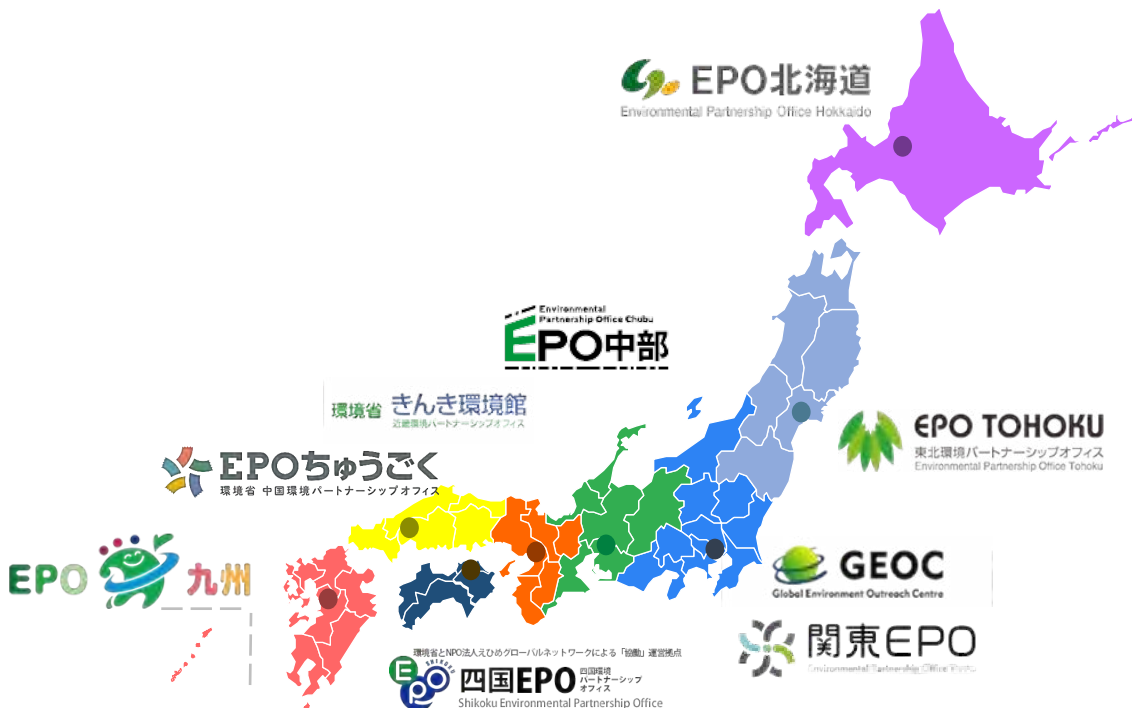 EPO北海道
Environmental Partnership Office Hokkaido
Environmental
Partnership Office Chubu
EPO中部
環境省 きんき環境館
近畿環境パートナーシップオフィス
EPO TOHOKU
東北環境パートナーシップオフィス
Environmental Partnership Office Tohoku
EPOちゅうごく
環境省 中国環境パートナーシップオフィス
EPO 九州
GEOC
Global Environment Outreach Centre
関東EPO
Environmental Partnership Office
環境省とNPO法人えひめグローバルネットワークによる「協働」運営拠点
SHIKOKU
EPO
四国EPO
四国環境
パートナーシップ
オフィス
Shikoku Environmental Partnership Office